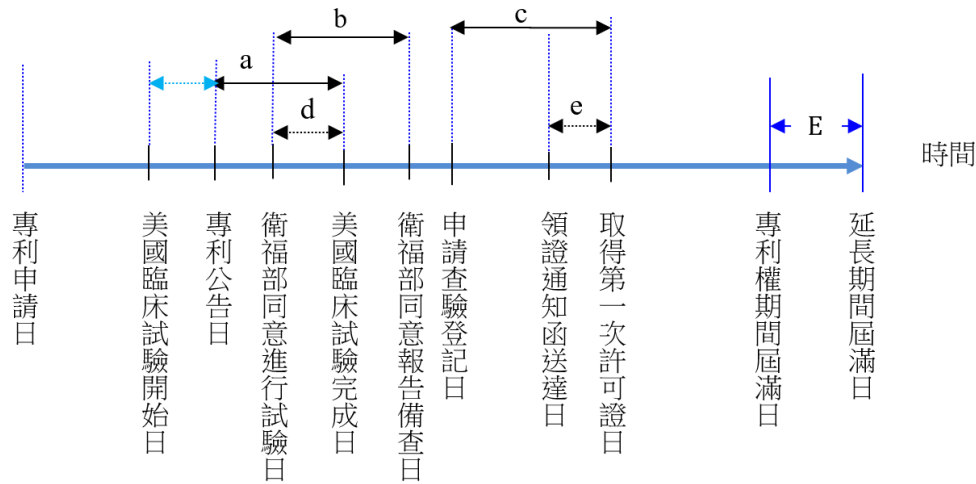 b
c
a
d
e
E
時間
專利申請日
美國臨床試驗開始日
專利公告日
衛福部同意進行試驗日
美國臨床試驗完成日
衛福部同意報告備查日
申請查驗登記日
領證通知函送達日
取得第一次許可證日
專利權期間屆滿日
延長期間屆滿日